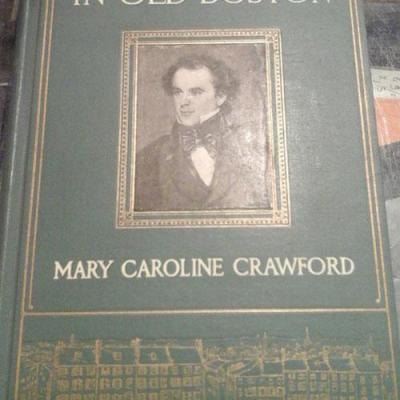 IN OLD BOSTON
MARY CAROLINE CRAWFORD